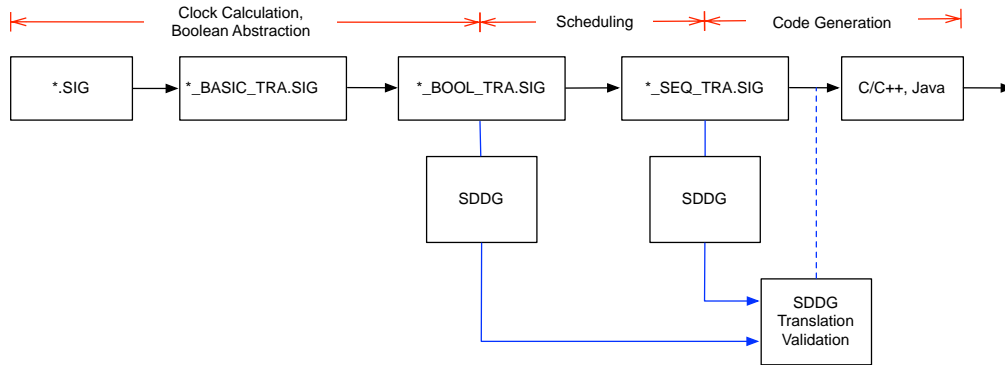 Clock Calculation,
Boolean Abstraction
Scheduling
Code Generation
*.SIG
*_BASIC_TRA.SIG
*_BOOL_TRA.SIG
*_SEQ_TRA.SIG
C/C++, Java
SDDG
SDDG
SDDG
Translation
Validation